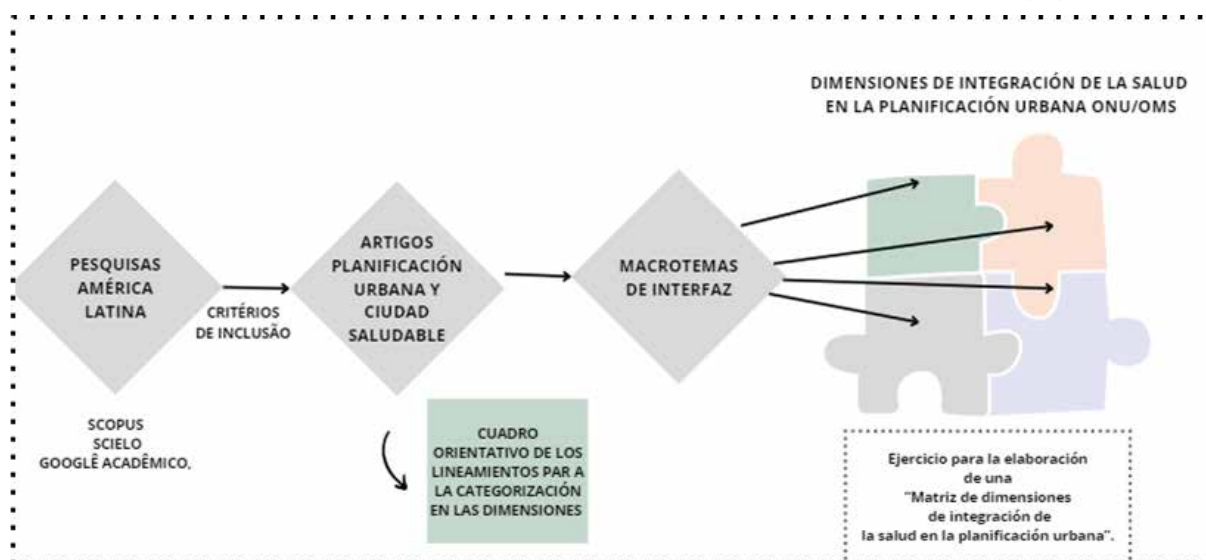 DIMENSIONES DE INTEGRACIÓN DE LA SALUD
EN LA PLANIFICACIÓN URBANA ONU/OMS
PESQUISAS
AMÉRICA
LATINA
CRITÉRIOS
DE INCLUSÃO
ARTIGOS
PLANIFICACIÓN
URBANA Y
CIUDAD
SALUDABLE
MACROTEMAS
DE INTERFAZ
SCOPUS
SCIELO
GOOGLÊ ACADÊMICO,
CUADRO
ORIENTATIVO DE LOS
LINEAMIENTOS PAR A
LA CATEGORIZACIÓN
EN LAS DIMENSIONES
Ejercicio para la elaboración
de una
"Matriz de dimensiones
de integración de
la salud en la planificación urbana".